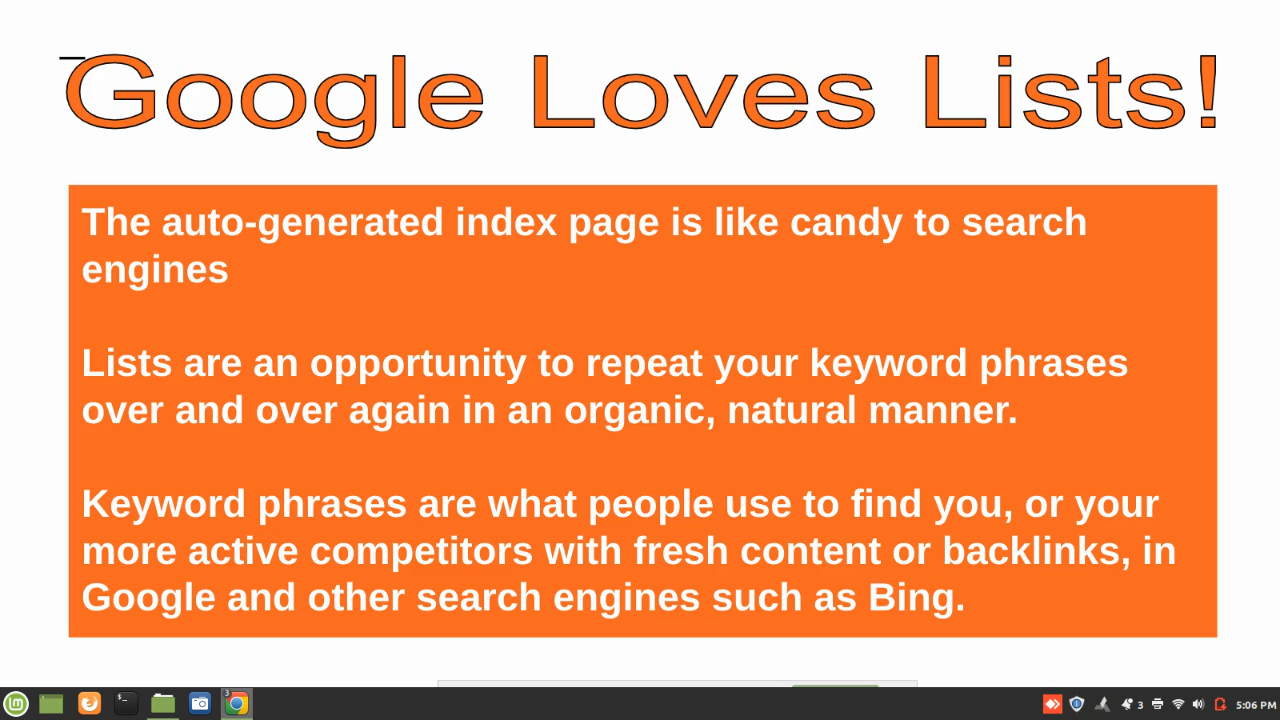 Google Loves Lists!
The auto-generated index page is like candy to search
engines
Lists are an opportunity to repeat your keyword phrases
over and over again in an organic, natural manner.
Keyword phrases are what people use to find you, or your
more active competitors with fresh content or backlinks, in
Google and other search engines such as Bing.
3
3
5:06 PM